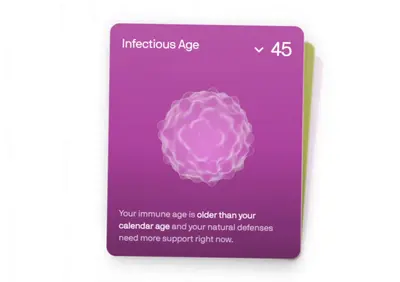 Infectious Age
45
Your immune age is older than your
calendar age and your natural defenses
need more support right now.